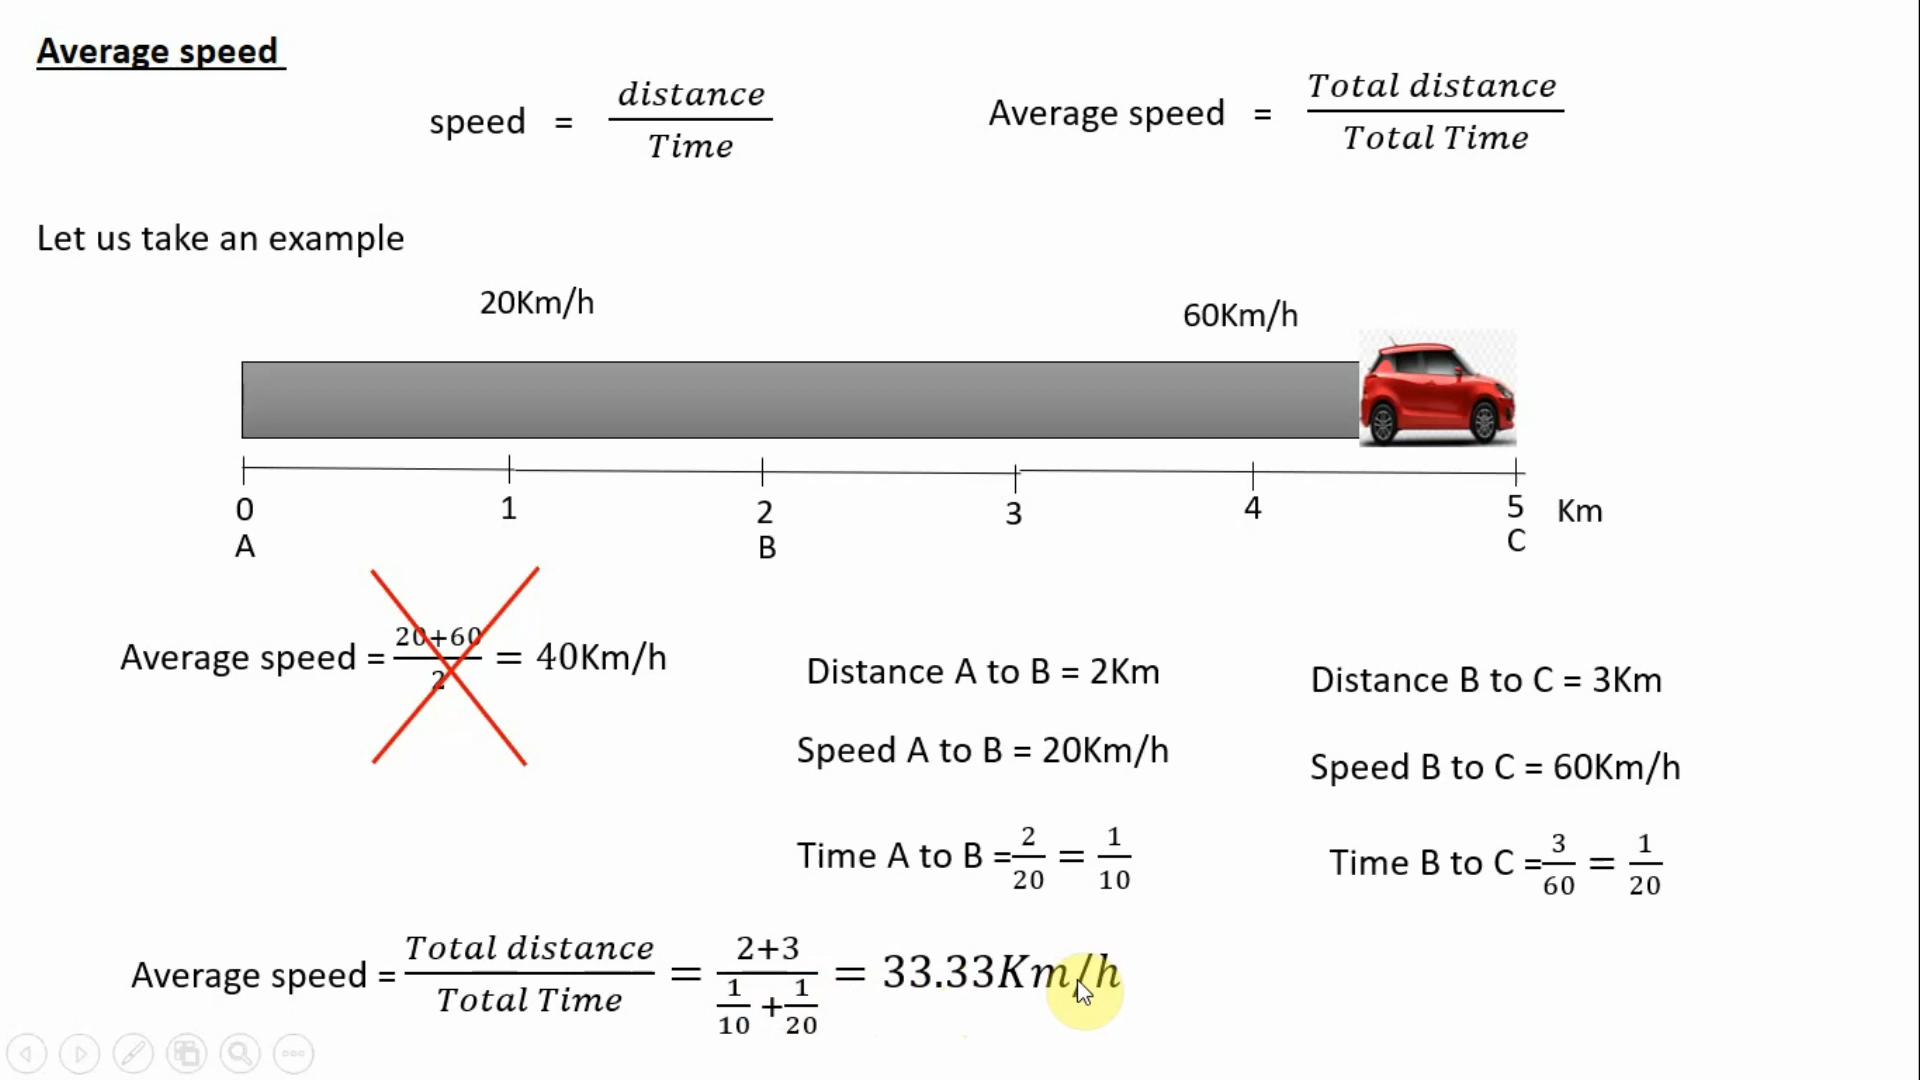 Average speed
speed = distance / Time
Average speed = Total distance / Total Time
Let us take an example
20Km/h
60Km/h
0 1 2 3 4 5 Km
A B C
Average speed = 20+60 / 2 = 40Km/h
Distance A to B = 2Km
Distance B to C = 3Km
Speed A to B = 20Km/h
Speed B to C = 60Km/h
Time A to B = 2/20 = 1/10
Time B to C = 3/60 = 1/20
Average speed = Total distance / Total Time = 2+3 / 1/10 + 1/20 = 33.33Km/h